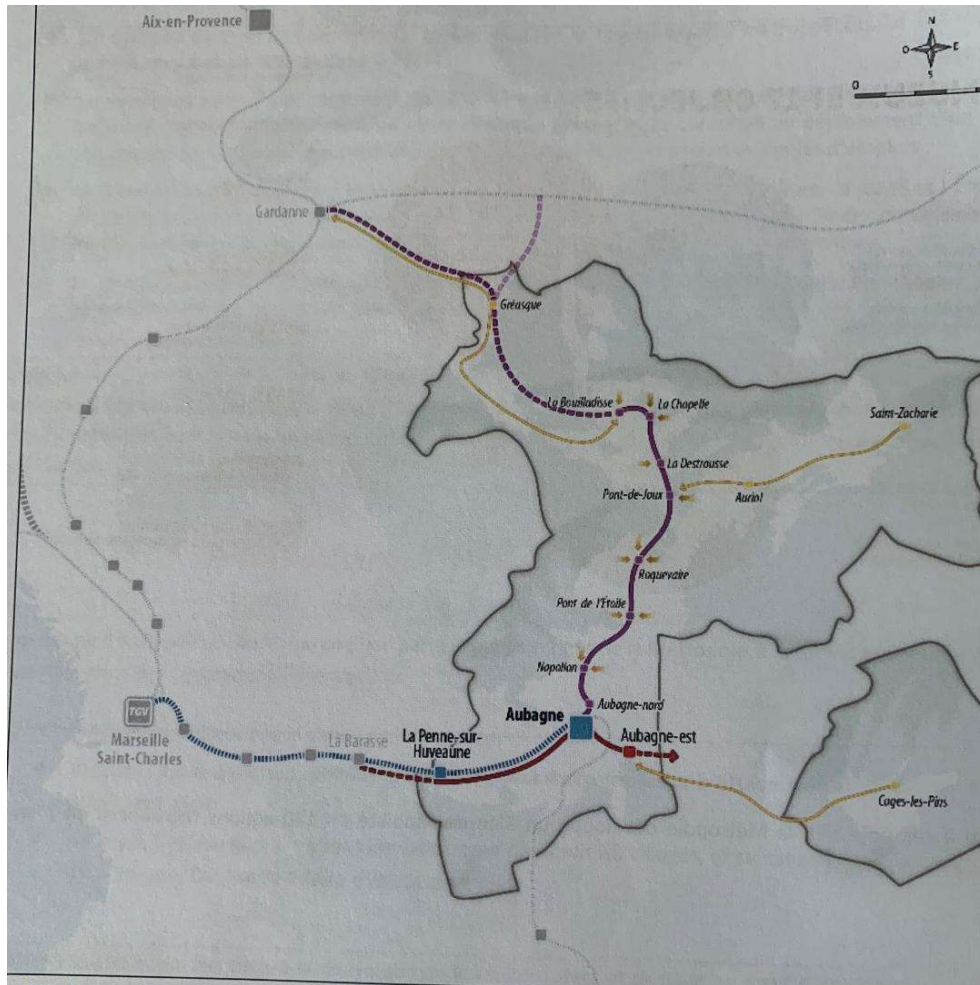 Aix-en-Provence
N
O
E
S
0
Gardanne
Gréasque
La Bouilladisse
La Chapelle
Saint-Zacharie
La Destrousse
Pont-de-Joux
Auriol
Roquevaire
Pont de l'Étoile
Napollon
Aubagne-nord
TGV
Aubagne
Marseille
Saint-Charles
La Barasse
La Penne-sur-
Huveaune
Aubagne-est
Cuges-les-Pins